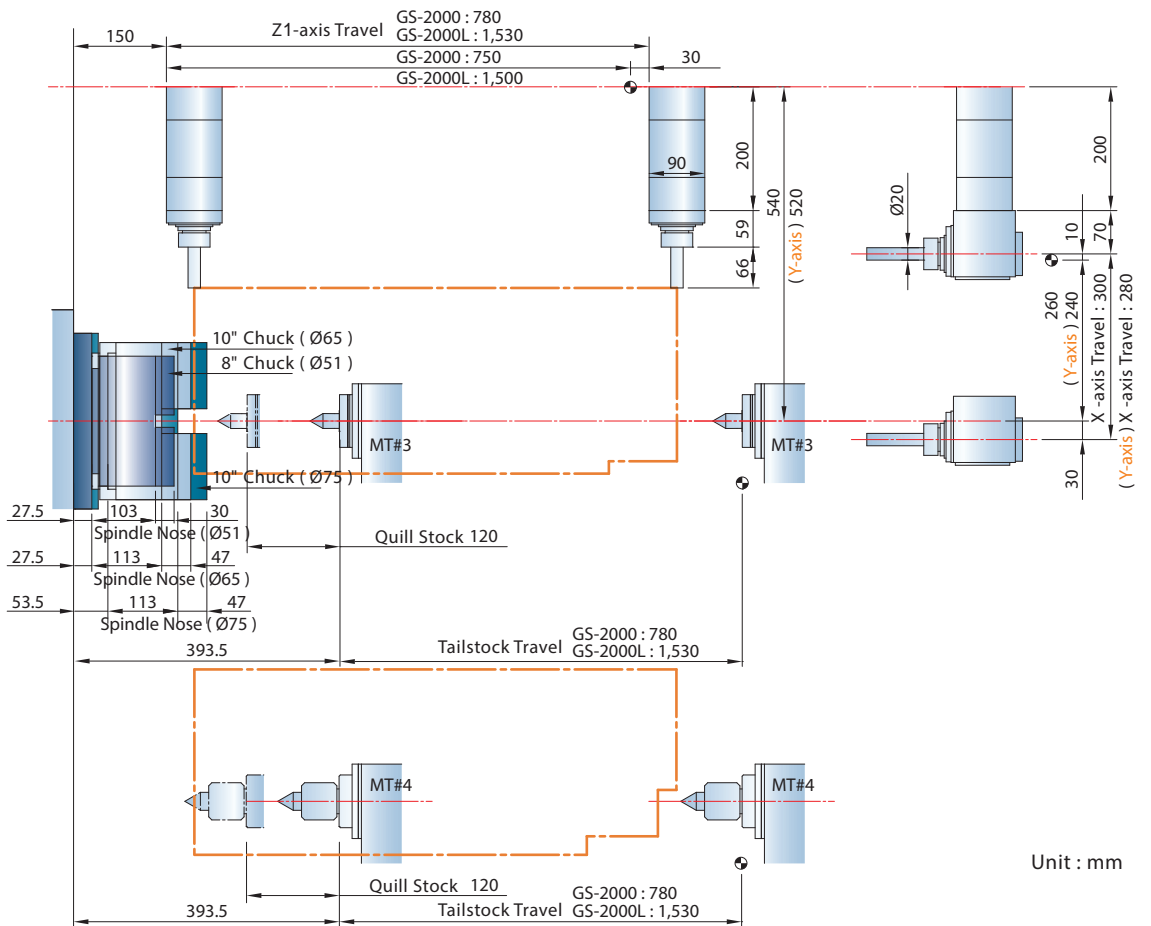 GS-2000 : 780
Z1-axis Travel
GS-2000L : 1,530
150
GS-2000 : 750
30
GS-2000L : 1,500
200
90
540
( Y-axis ) 520
59
66
Ø20
200
10
70
260
( Y-axis ) 240
X -axis Travel : 300
( Y-axis ) X -axis Travel : 280
30
10" Chuck ( Ø65 )
8" Chuck ( Ø51 )
MT#3
MT#3
10" Chuck ( Ø75 )
27.5
103
30
Spindle Nose ( Ø51 )
Quill Stock 120
27.5
113
47
Spindle Nose ( Ø65 )
53.5
113
47
Spindle Nose ( Ø75 )
393.5
Tailstock Travel
GS-2000 : 780
GS-2000L : 1,530
MT#4
MT#4
Unit : mm
Quill Stock 120
393.5
Tailstock Travel
GS-2000 : 780
GS-2000L : 1,530